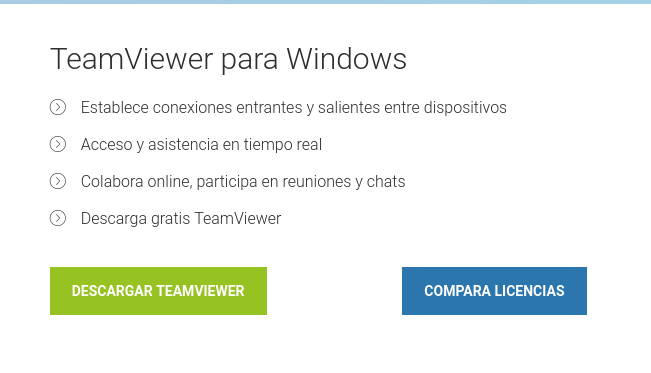 TeamViewer para Windows
Establece conexiones entrantes y salientes entre dispositivos
Acceso y asistencia en tiempo real
Colabora online, participa en reuniones y chats
Descarga gratis TeamViewer
DESCARGAR TEAMVIEWER
COMPARA LICENCIAS